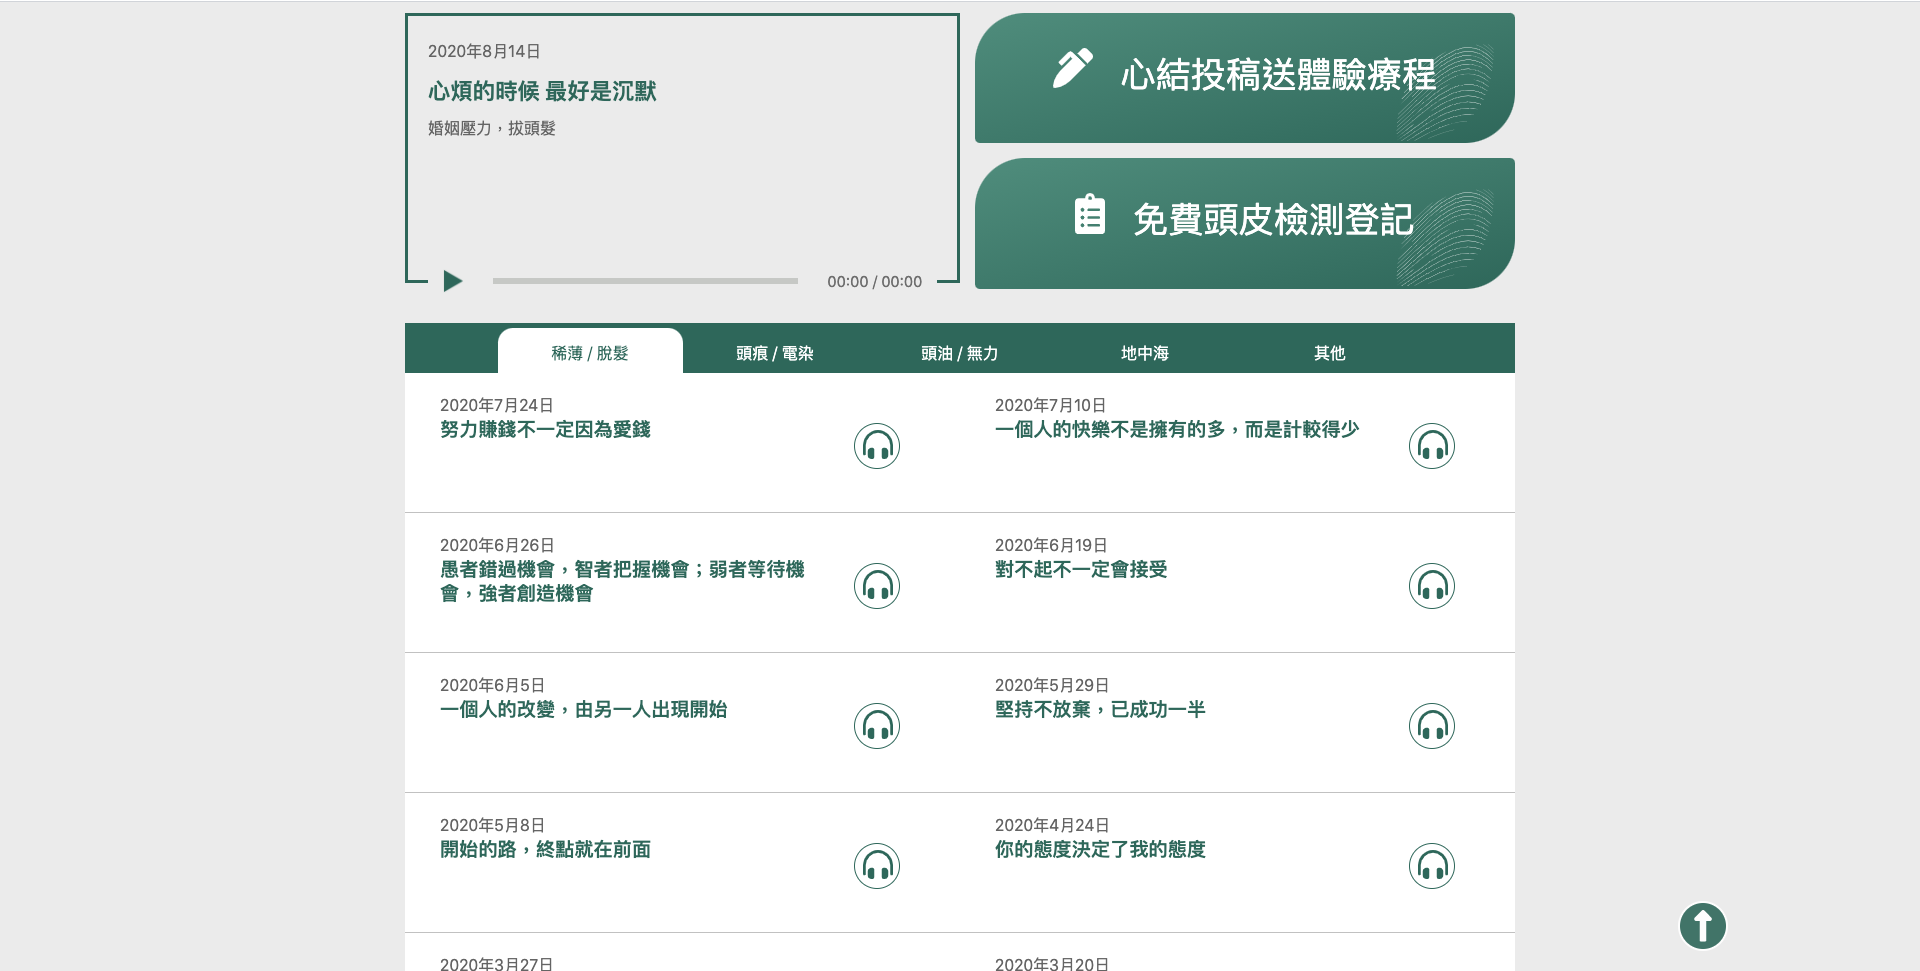 2020年8月14日
心煩的時候 最好是沉默
婚姻壓力，拔頭髮
00:00 / 00:00
心結投稿送體驗療程
免費頭皮檢測登記
稀薄 / 脫髮
頭痕 / 電染
頭油 / 無力
地中海
其他
2020年7月24日
努力賺錢不一定因為愛錢
2020年7月10日
一個人的快樂不是擁有的多，而是計較得少
2020年6月26日
愚者錯過機會，智者把握機會；弱者等待機
會，強者創造機會
2020年6月19日
對不起不一定會接受
2020年6月5日
一個人的改變，由另一人出現開始
2020年5月29日
堅持不放棄，已成功一半
2020年5月8日
開始的路，終點就在前面
2020年4月24日
你的態度決定了我的態度
2020年3月27日
2020年3月20日